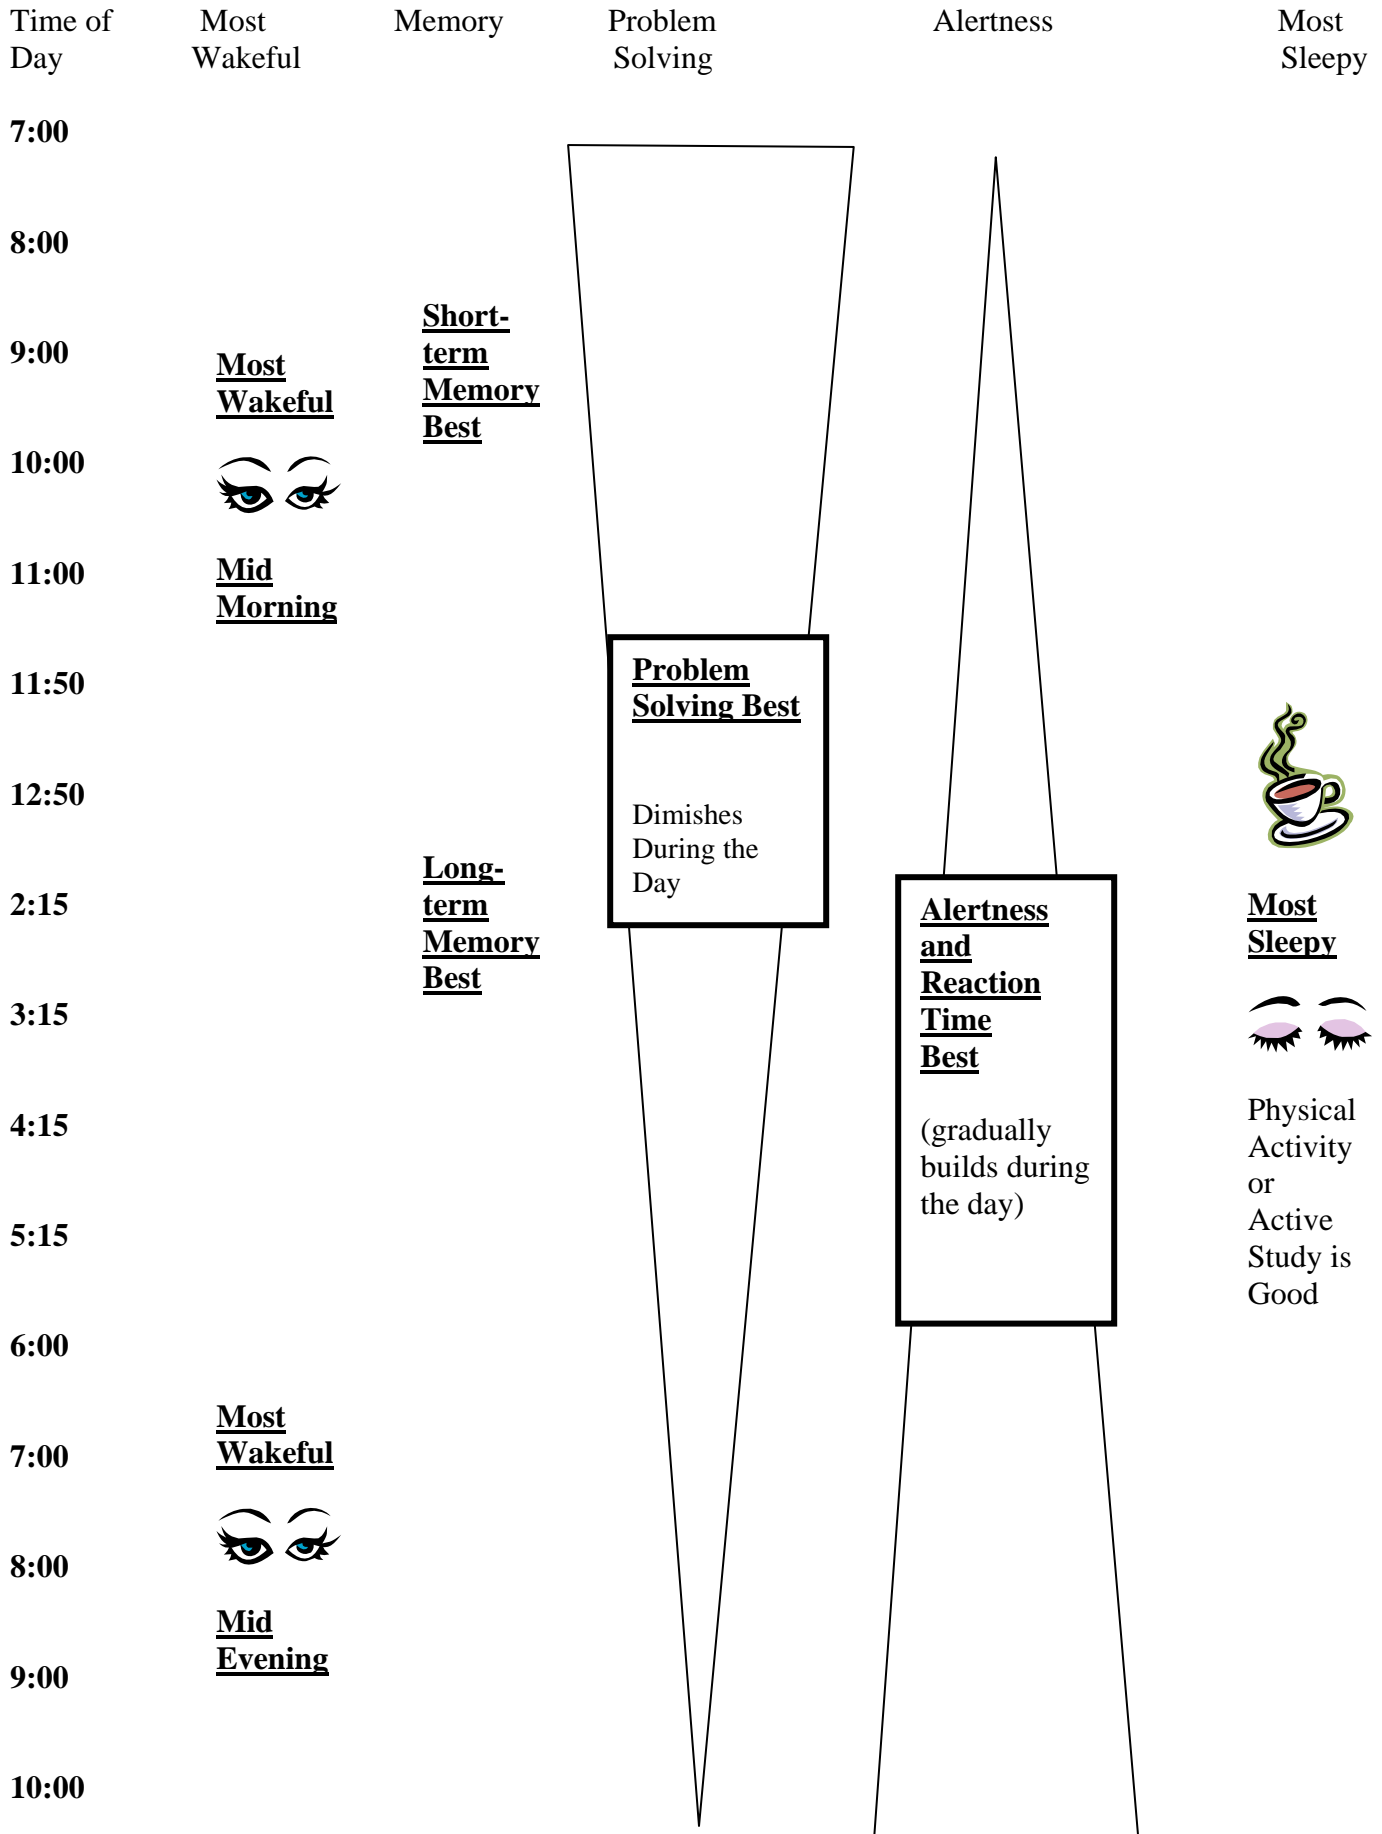 Time of Day
Most Wakeful
Memory
Problem Solving
Alertness
Most Sleepy
7:00
8:00
9:00
10:00
11:00
11:50
12:50
2:15
3:15
4:15
5:15
6:00
7:00
8:00
9:00
10:00
Most
Wakeful
Mid
Morning
Most
Wakeful
Mid
Evening
Short-
term
Memory
Best
Long-
term
Memory
Best
Problem
Solving Best
Dimishes
During the
Day
Alertness
and
Reaction
Time
Best
(gradually
builds during
the day)
Most
Sleepy
Physical
Activity
or
Active
Study is
Good